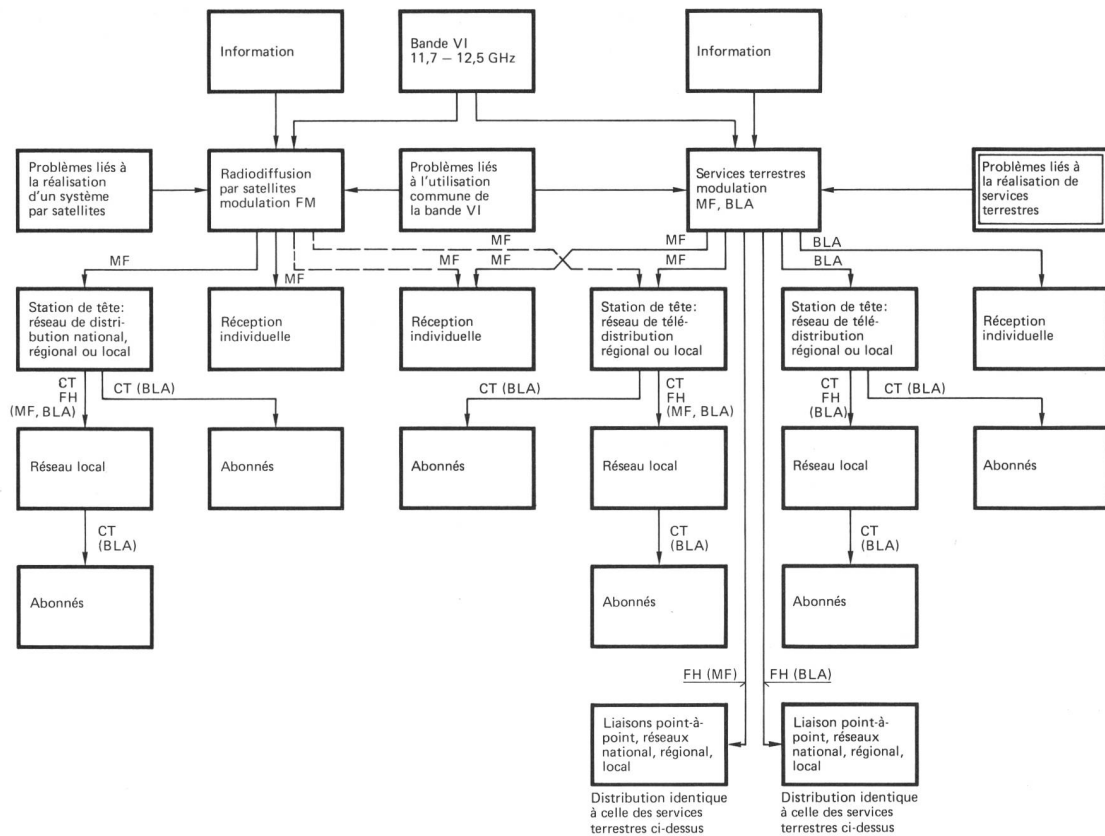 Information
Bande VI
11,7 – 12,5 GHz
Information
Problèmes liés à
la réalisation
d'un système
par satellites
Radiodiffusion
par satellites
modulation FM
Problèmes liés
à l'utilisation
commune de
la bande VI
Services terrestres
modulation
MF, BLA
Problèmes liés à
la réalisation de
services
terrestres
MF
MF
MF
MF
MF
MF
MF
BLA
BLA
Station de tête:
réseau de distri-
bution national,
régional ou local
Réception
individuelle
Réception
individuelle
Station de tête:
réseau de télé-
distribution
régional ou local
Station de tête:
réseau de télé-
distribution
régional ou local
Réception
individuelle
CT
FH
(MF, BLA)
CT (BLA)
CT (BLA)
CT
FH
(MF, BLA)
CT
FH
(BLA)
CT (BLA)
Réseau local
Abonnés
Abonnés
Réseau local
Réseau local
Abonnés
CT
(BLA)
CT
(BLA)
CT
(BLA)
Abonnés
Abonnés
Abonnés
FH (MF)
FH (BLA)
Liaisons point-à-
point, réseaux
national, régional,
local
Liaison point-à-
point, réseaux
national, régional,
local
Distribution identique
à celle des services
terrestres ci-dessus
Distribution identique
à celle des services
terrestres ci-dessus